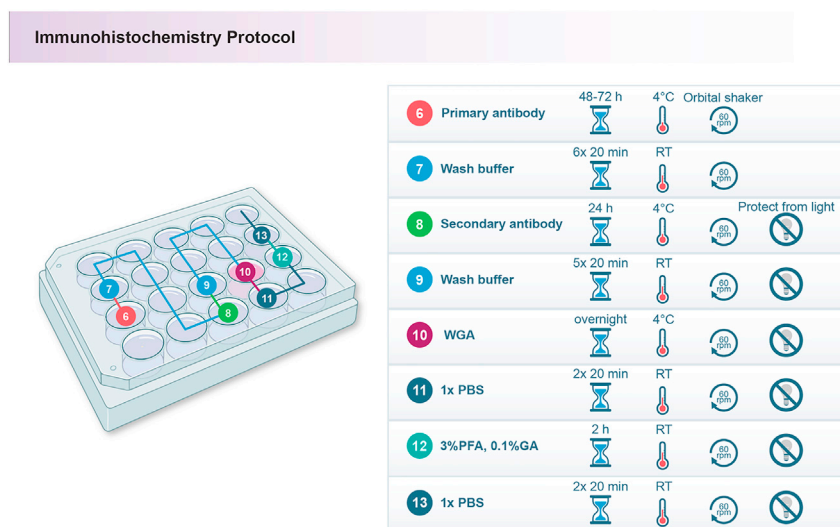 Immunohistochemistry Protocol
48-72 h 4°C Orbital shaker
6 Primary antibody 60 rpm
6x 20 min RT
7 Wash buffer 60 rpm
24 h 4°C Protect from light
8 Secondary antibody 60 rpm
5x 20 min RT
9 Wash buffer 60 rpm
overnight 4°C
10 WGA 60 rpm
2x 20 min RT
11 1x PBS 60 rpm
2 h RT
12 3%PFA, 0.1%GA 60 rpm
2x 20 min RT
13 1x PBS 60 rpm
13
12
10
7 9
11
6 8